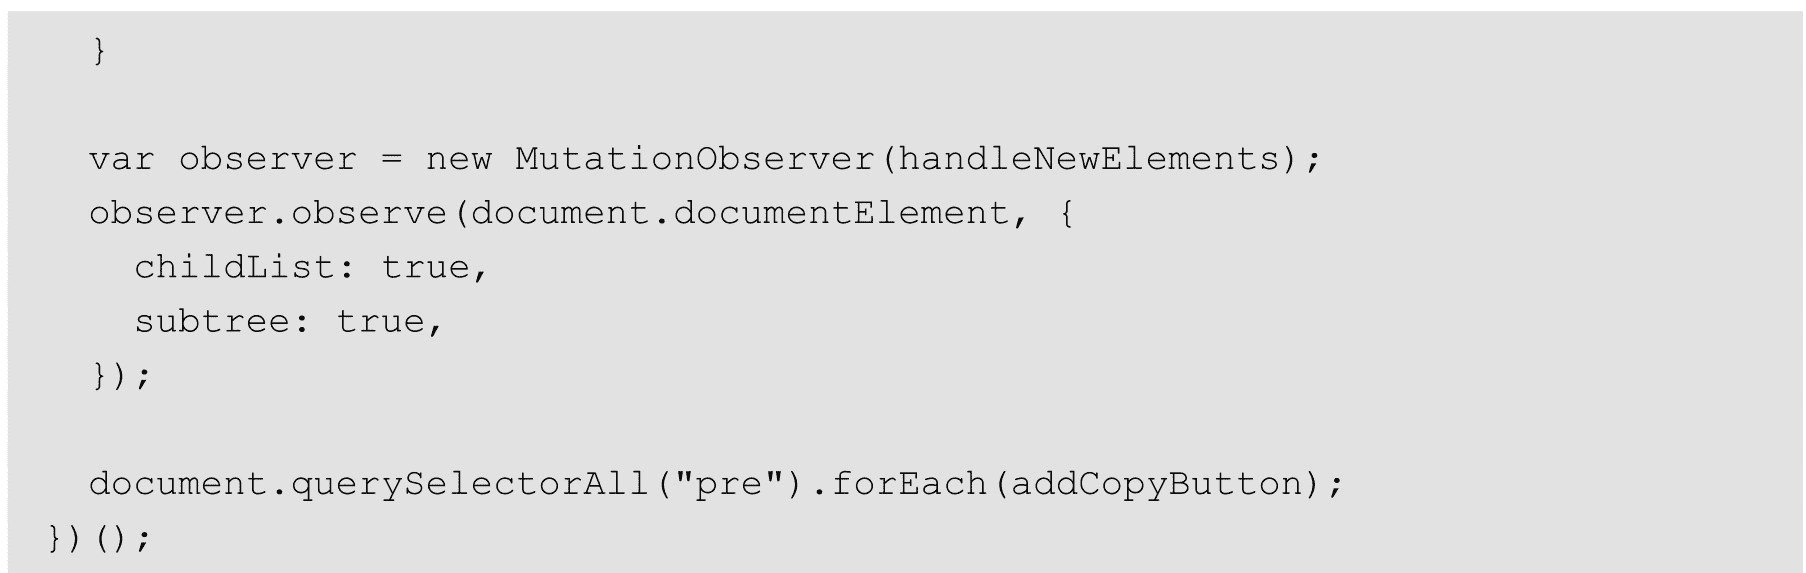 }
var observer = new MutationObserver(handleNewElements);
observer.observe(document.documentElement, {
childList: true,
subtree: true,
});
document.querySelectorAll("pre").forEach(addCopyButton);
})();